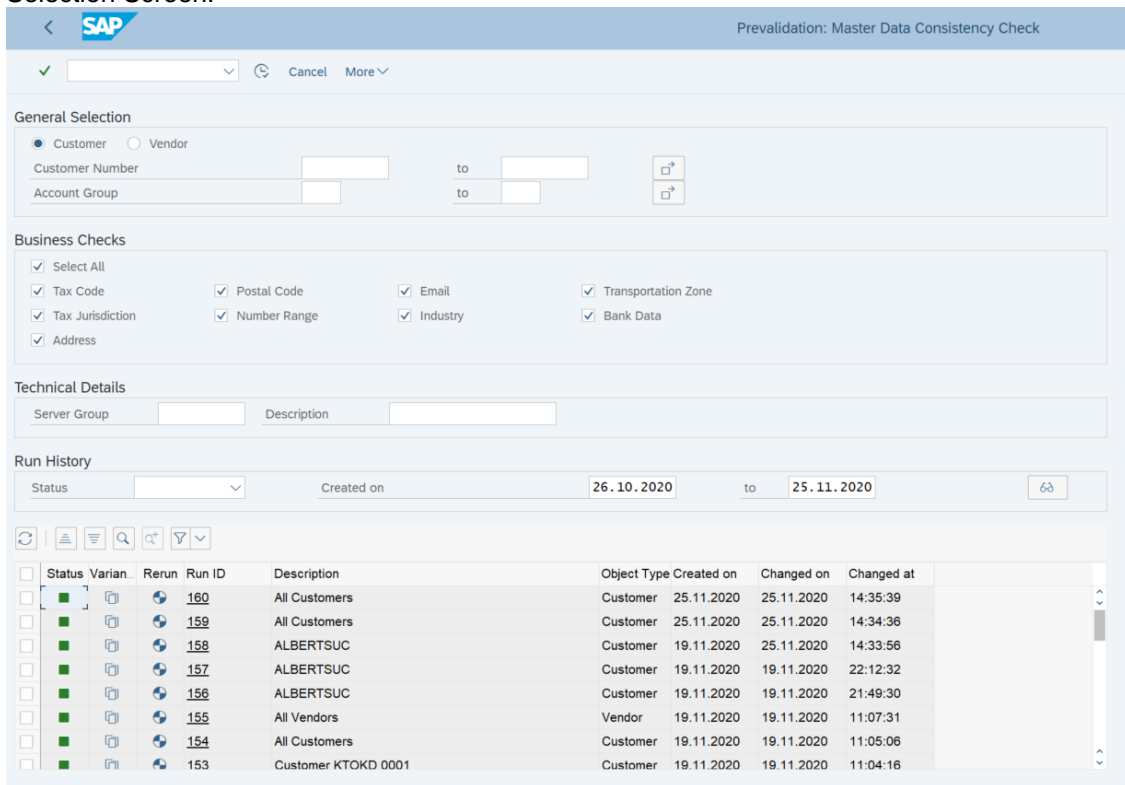 Selection Screen:
SAP
Prevalidation: Master Data Consistency Check
Cancel More
General Selection
Customer Vendor
Customer Number to
Account Group to
Business Checks
Select All
Tax Code Postal Code Email Transportation Zone
Tax Jurisdiction Number Range Industry Bank Data
Address
Technical Details
Server Group Description
Run History
Status Created on 26.10.2020 to 25.11.2020
Status Varian.. Rerun Run ID Description Object Type Created on Changed on Changed at
160 All Customers Customer 25.11.2020 25.11.2020 14:35:39
159 All Customers Customer 25.11.2020 25.11.2020 14:34:36
158 ALBERTSUC Customer 19.11.2020 25.11.2020 14:33:56
157 ALBERTSUC Customer 19.11.2020 19.11.2020 22:12:32
156 ALBERTSUC Customer 19.11.2020 19.11.2020 21:49:30
155 All Vendors Vendor 19.11.2020 19.11.2020 11:07:31
154 All Customers Customer 19.11.2020 19.11.2020 11:05:06
153 Customer KTOKD 0001 Customer 19.11.2020 19.11.2020 11:04:16